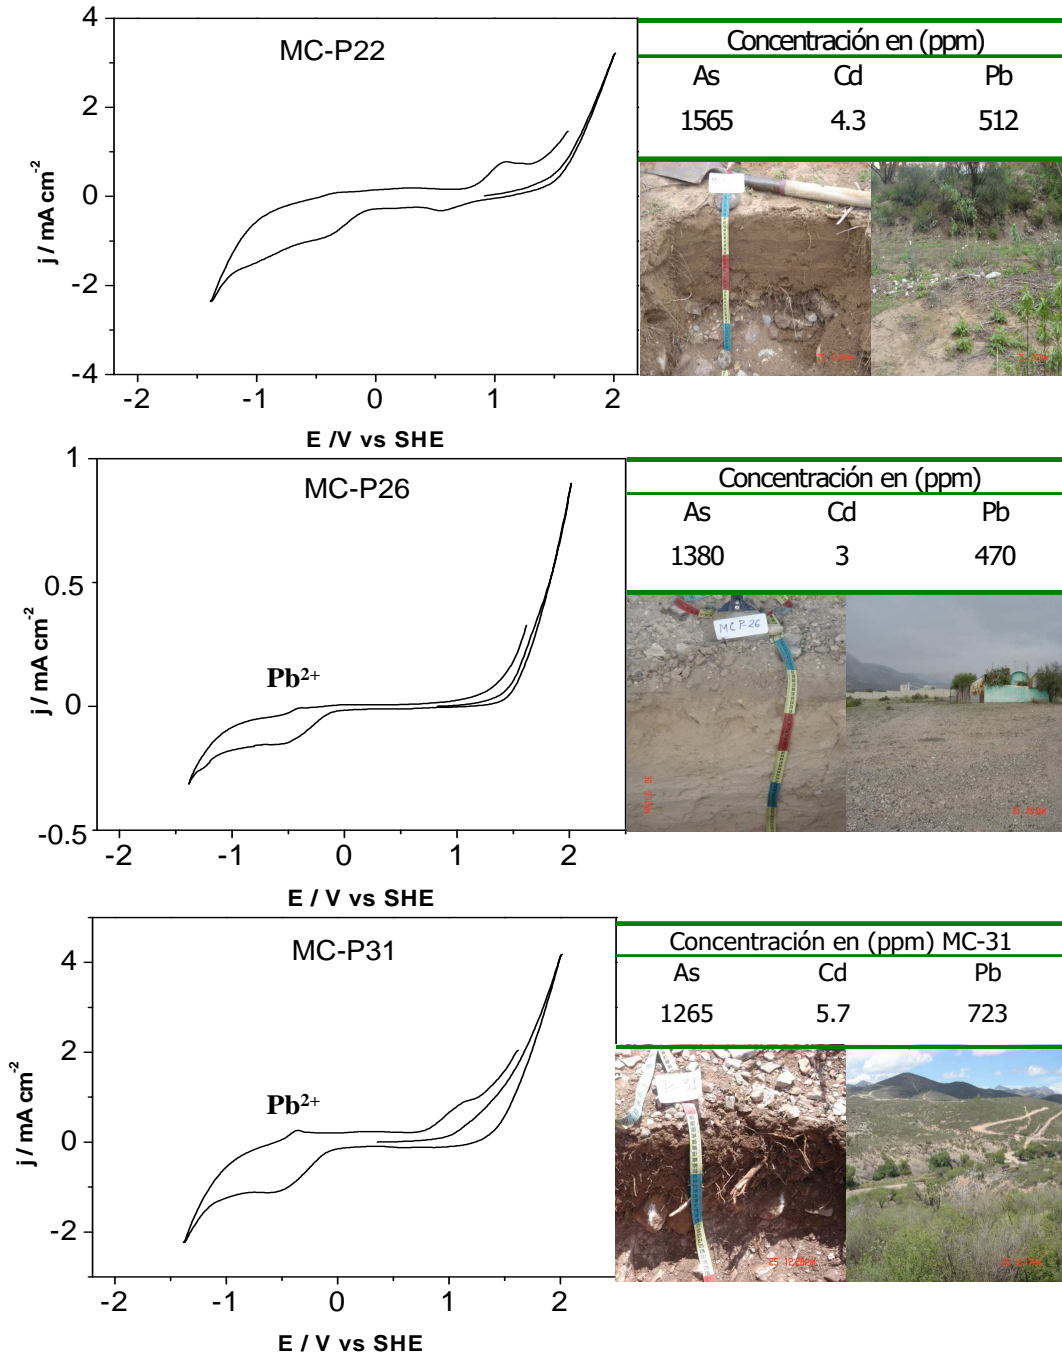 MC-P22
4
2
0
-2
-4
j / mA cm-2
-2
-1
0
1
2
E /V vs SHE
Concentración en (ppm)
As Cd Pb
1565 4.3 512
MC-P26
1
0.5
0
-0.5
j / mA cm-2
Pb2+
-2
-1
0
1
2
E / V vs SHE
Concentración en (ppm)
As Cd Pb
1380 3 470
MC P-26
MC-P31
4
2
0
-2
j / mA cm-2
Pb2+
-2
-1
0
1
2
E / V vs SHE
Concentración en (ppm) MC-31
As Cd Pb
1265 5.7 723